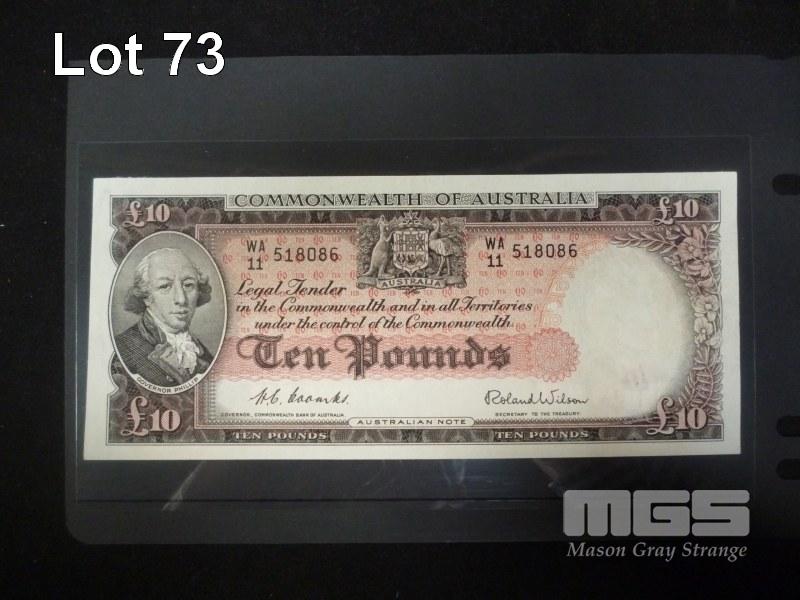 Lot 73
COMMONWEALTH OF AUSTRALIA
£10
£10
WA
11 518086
WA
11 518086
AUSTRALIA
Legal Tender
in the Commonwealth and in all Territories
under the control of the Commonwealth.
Ten Pounds
GOVERNOR PHILLIP
H.C. Coombs.
Roland Wilson
GOVERNOR, COMMONWEALTH BANK OF AUSTRALIA.
SECRETARY TO THE TREASURY.
£10
£10
AUSTRALIAN NOTE
TEN POUNDS
TEN POUNDS
MGS
Mason Gray Strange